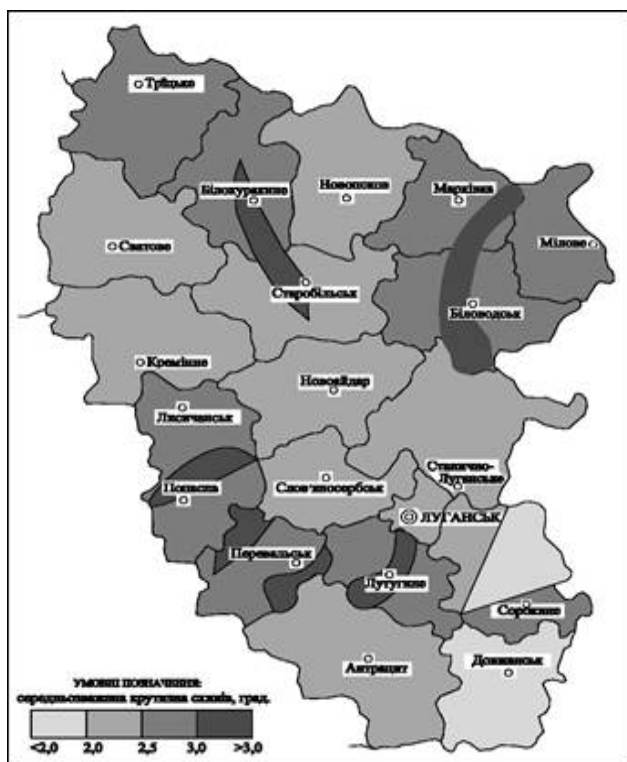 Троїцьке
Білокуракине
Новопсков
Марківка
Мілове
Сватове
Старобільськ
Біловодськ
Кремінне
Новоайдар
Лисичанськ
Станично-
Луганське
Слов'яносербськ
Попасна
ЛУГАНСЬК
Перевальськ
Лутугине
Сорокине
Антрацит
Довжанськ
УМОВНІ ПОЗНАЧЕННЯ:
середньозважена крутизна схилів, град.
<2,0 2,0 2,5 3,0 >3,0